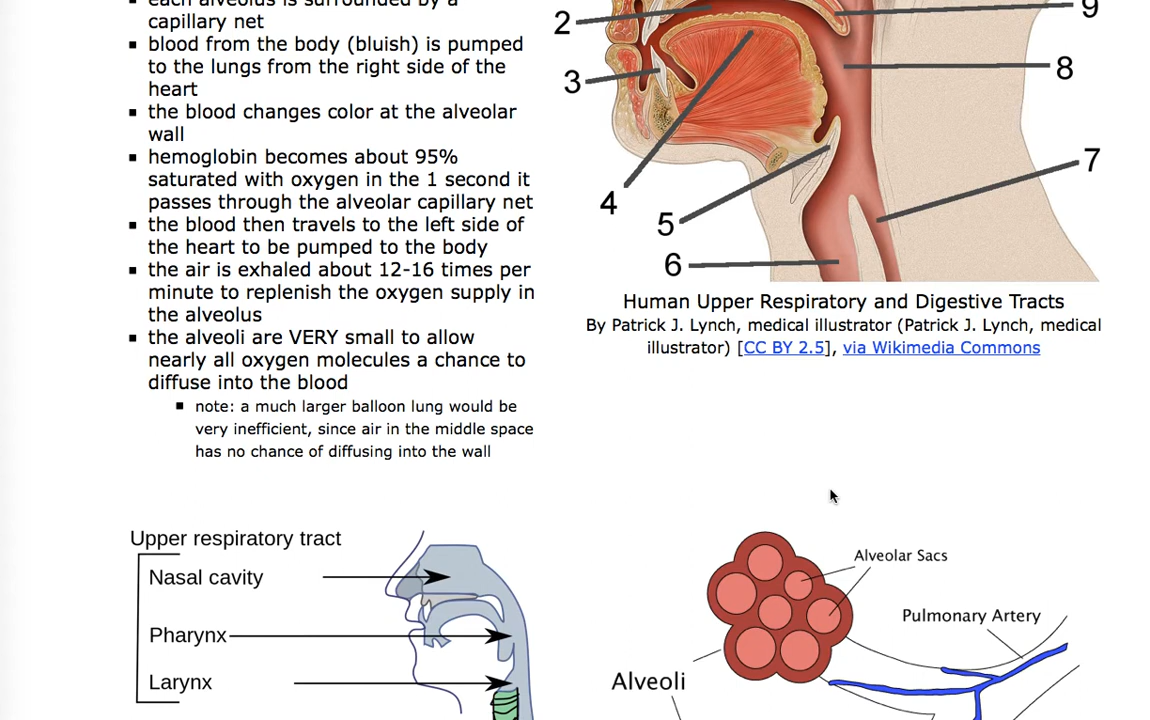 each alveolus is surrounded by a
capillary net
blood from the body (bluish) is pumped
to the lungs from the right side of the
heart
the blood changes color at the alveolar
wall
hemoglobin becomes about 95%
saturated with oxygen in the 1 second it
passes through the alveolar capillary net
the blood then travels to the left side of
the heart to be pumped to the body
the air is exhaled about 12-16 times per
minute to replenish the oxygen supply in
the alveolus
the alveoli are VERY small to allow
nearly all oxygen molecules a chance to
diffuse into the blood
note: a much larger balloon lung would be
very inefficient, since air in the middle space
has no chance of diffusing into the wall
2
9
3
8
7
4
5
6
Human Upper Respiratory and Digestive Tracts
By Patrick J. Lynch, medical illustrator (Patrick J. Lynch, medical
illustrator) [CC BY 2.5], via Wikimedia Commons
Upper respiratory tract
Nasal cavity
Pharynx
Larynx
Alveolar Sacs
Pulmonary Artery
Alveoli